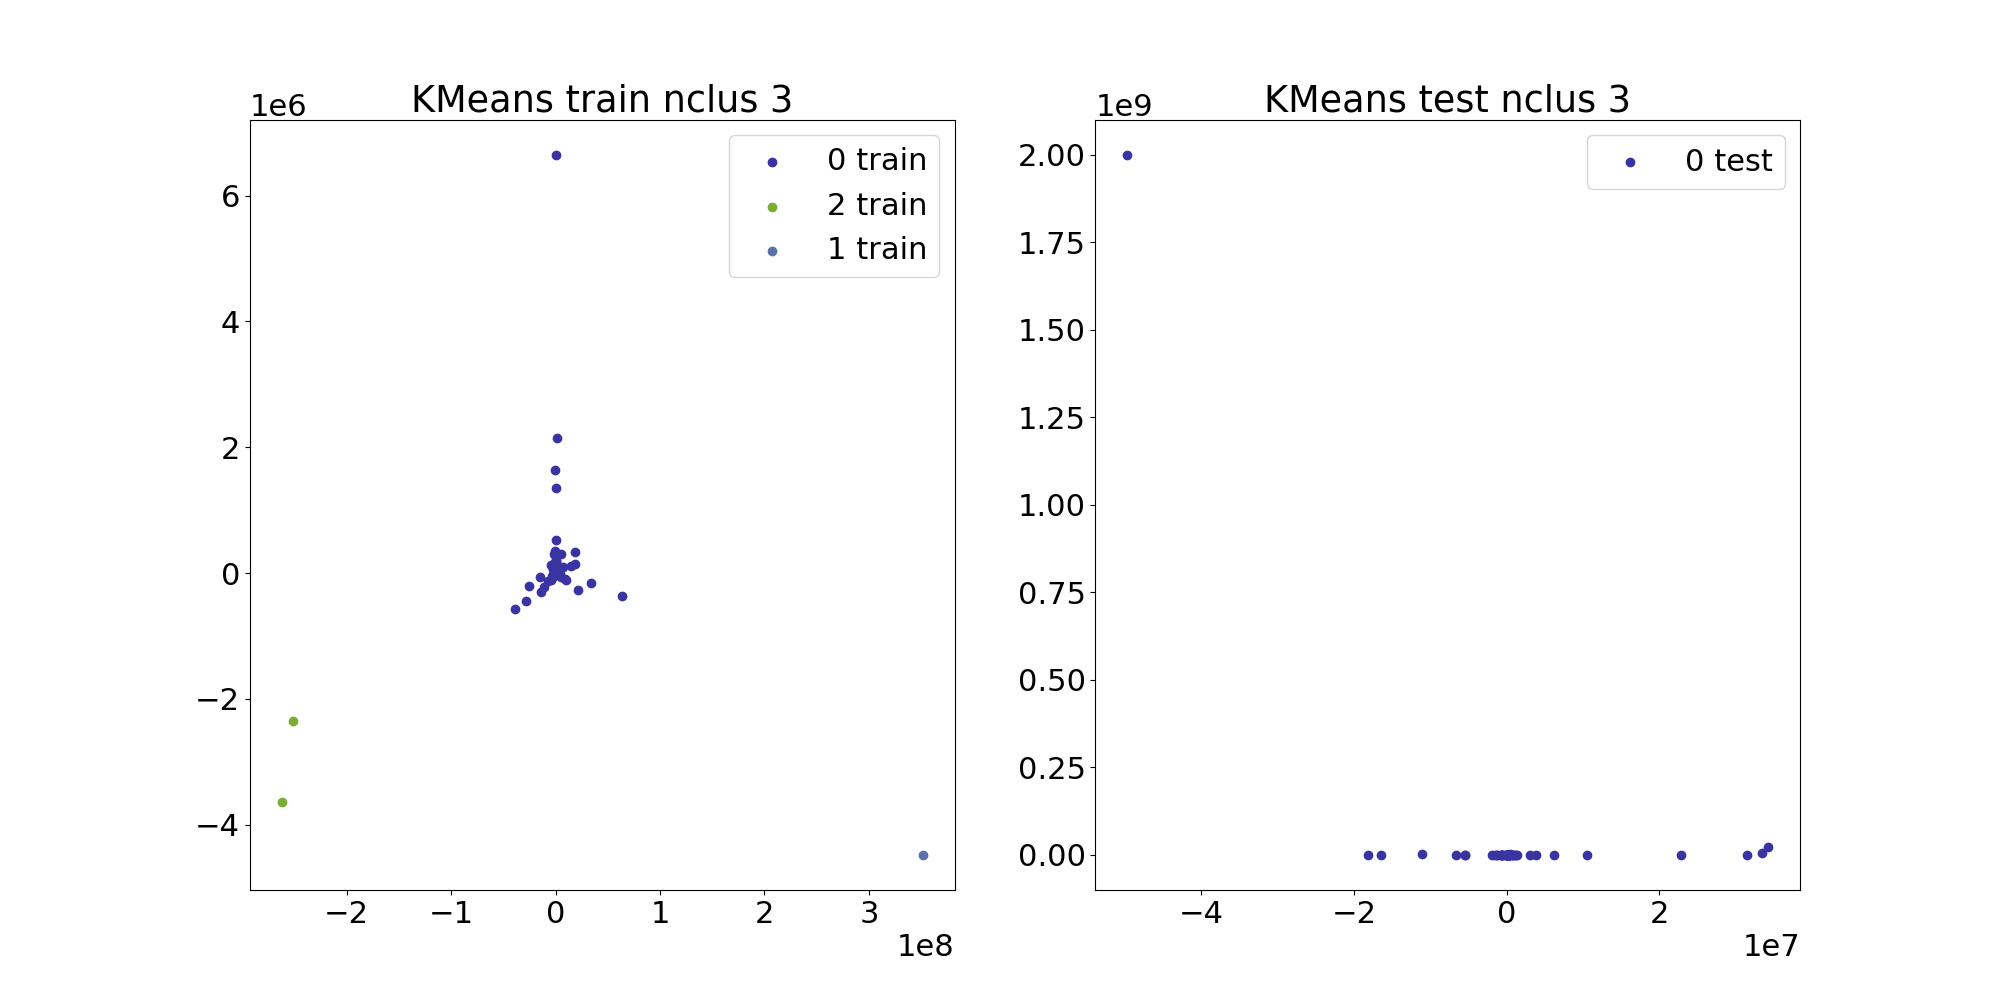 KMeans train nclus 3
1e6
0 train
2 train
1 train
6
4
2
0
−2
−4
−2 −1 0 1 2 3
1e8
KMeans test nclus 3
1e9
0 test
2.00
1.75
1.50
1.25
1.00
0.75
0.50
0.25
0.00
−4 −2 0 2
1e7